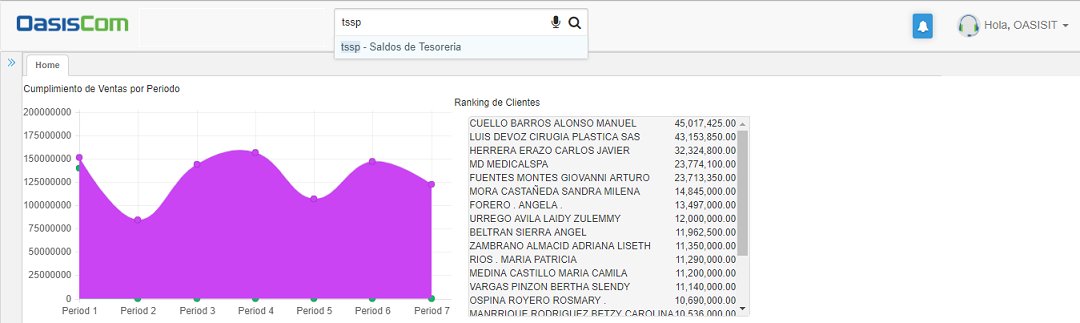 OasisCom
tssp
Hola, OASISIT
tssp - Saldos de Tesoreria
Home
Cumplimiento de Ventas por Periodo
200000000
175000000
150000000
125000000
100000000
75000000
50000000
25000000
0
Period 1 Period 2 Period 3 Period 4 Period 5 Period 6 Period 7
Ranking de Clientes
CUELLO BARROS ALONSO MANUEL 45,017,425.00
LUIS DEVOZ CIRUGIA PLASTICA SAS 43,153,850.00
HERRERA ERAZO CARLOS JAVIER 32,324,800.00
MD MEDICALSPA 23,774,100.00
FUENTES MONTES GIOVANNI ARTURO 23,713,350.00
MORA CASTAÑEDA SANDRA MILENA 14,845,000.00
FORERO . ANGELA . 13,497,000.00
URREGO AVILA LAIDY ZULEMMY 12,000,000.00
BELTRAN SIERRA ANGEL 11,962,500.00
ZAMBRANO ALMACID ADRIANA LISETH 11,350,000.00
RIOS . MARIA PATRICIA 11,290,000.00
MEDINA CASTILLO MARIA CAMILA 11,200,000.00
VARGAS PINZON BERTHA SLENDY 11,140,000.00
OSPINA ROYERO ROSMARY . 10,690,000.00
MANRRIQUE RODRIGUEZ BETZY CAROLINA 10,536,000.00